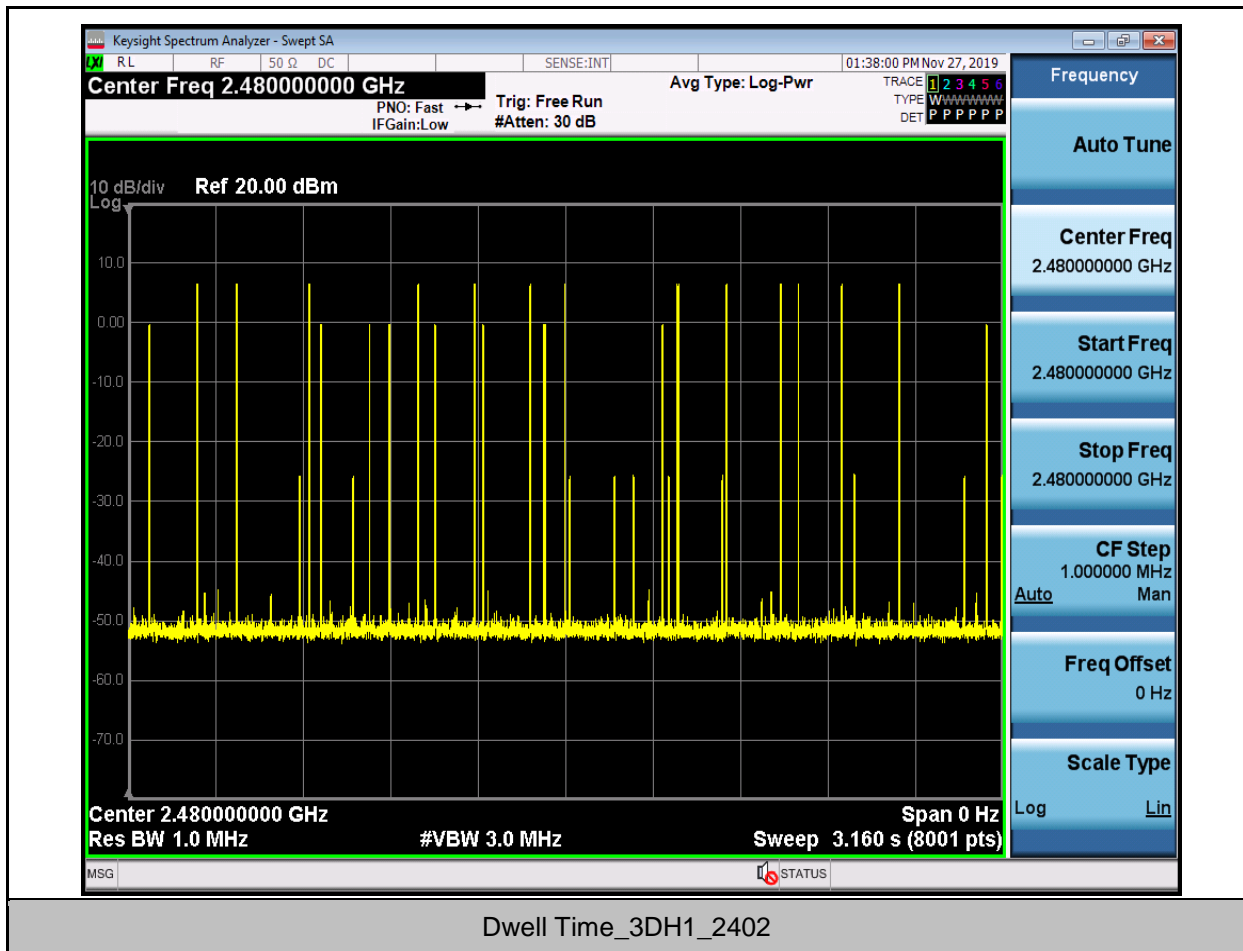 Keysight Spectrum Analyzer - Swept SA
LXI RL RF 50 Ω DC SENSE:INT 01:38:00 PM Nov 27, 2019
Center Freq 2.480000000 GHz
PNO: Fast
IFGain:Low
Trig: Free Run
#Atten: 30 dB
Avg Type: Log-Pwr
TRACE 1 2 3 4 5 6
TYPE WWWWWW
DET P P P P P P
10 dB/div Ref 20.00 dBm
Log
10.0
0.00
-10.0
-20.0
-30.0
-40.0
-50.0
-60.0
-70.0
Center 2.480000000 GHz Span 0 Hz
Res BW 1.0 MHz #VBW 3.0 MHz Sweep 3.160 s (8001 pts)
MSG STATUS
Frequency
Auto Tune
Center Freq
2.480000000 GHz
Start Freq
2.480000000 GHz
Stop Freq
2.480000000 GHz
CF Step
1.000000 MHz
Auto Man
Freq Offset
0 Hz
Scale Type
Log Lin
Dwell Time_3DH1_2402